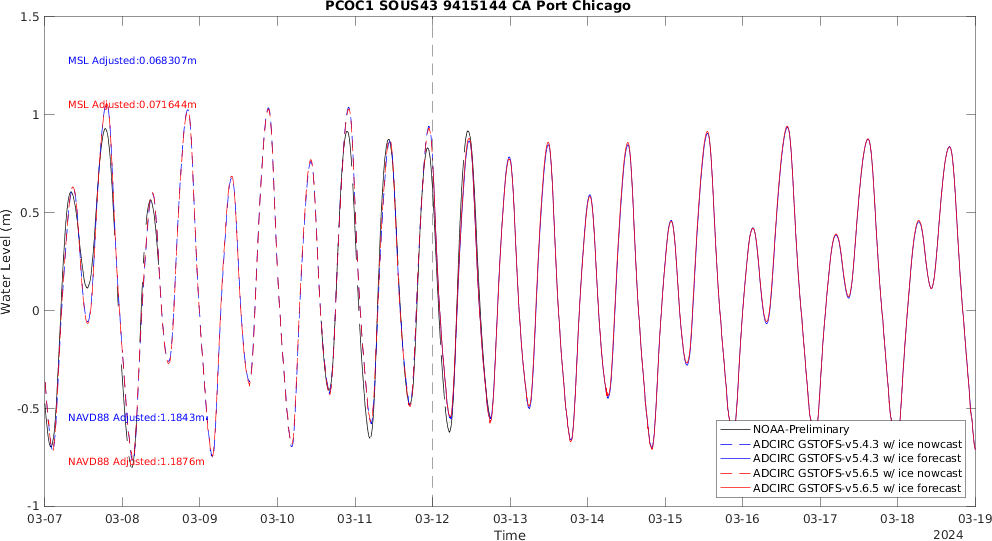 PCOC1 SOUS43 9415144 CA Port Chicago
1.5
1
0.5
0
-0.5
-1
Water Level (m)
MSL Adjusted:0.068307m
MSL Adjusted:0.071644m
NAVD88 Adjusted:1.1843m
NAVD88 Adjusted:1.1876m
NOAA-Preliminary
ADCIRC GSTOFS-v5.4.3 w/ ice nowcast
ADCIRC GSTOFS-v5.4.3 w/ ice forecast
ADCIRC GSTOFS-v5.6.5 w/ ice nowcast
ADCIRC GSTOFS-v5.6.5 w/ ice forecast
03-07 03-08 03-09 03-10 03-11 03-12 03-13 03-14 03-15 03-16 03-17 03-18 03-19
Time
2024